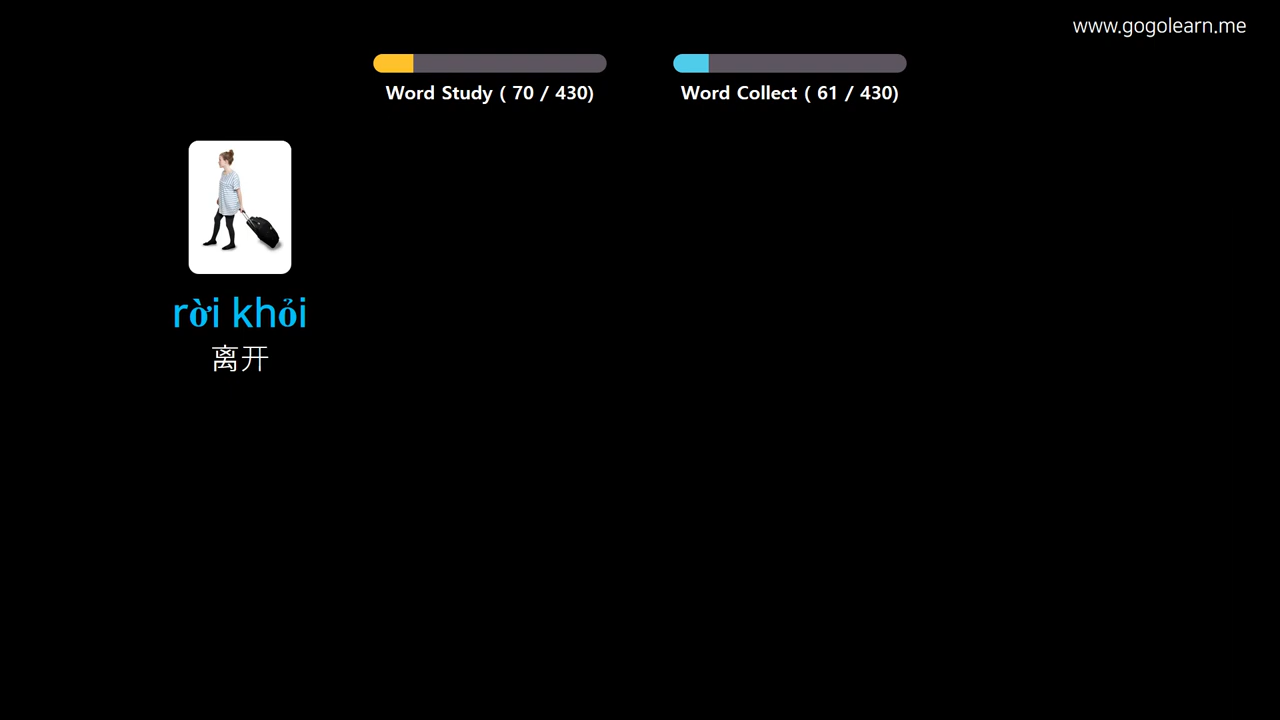 www.gogolearn.me
Word Study ( 70 / 430)
Word Collect ( 61 / 430)
rời khỏi
离开